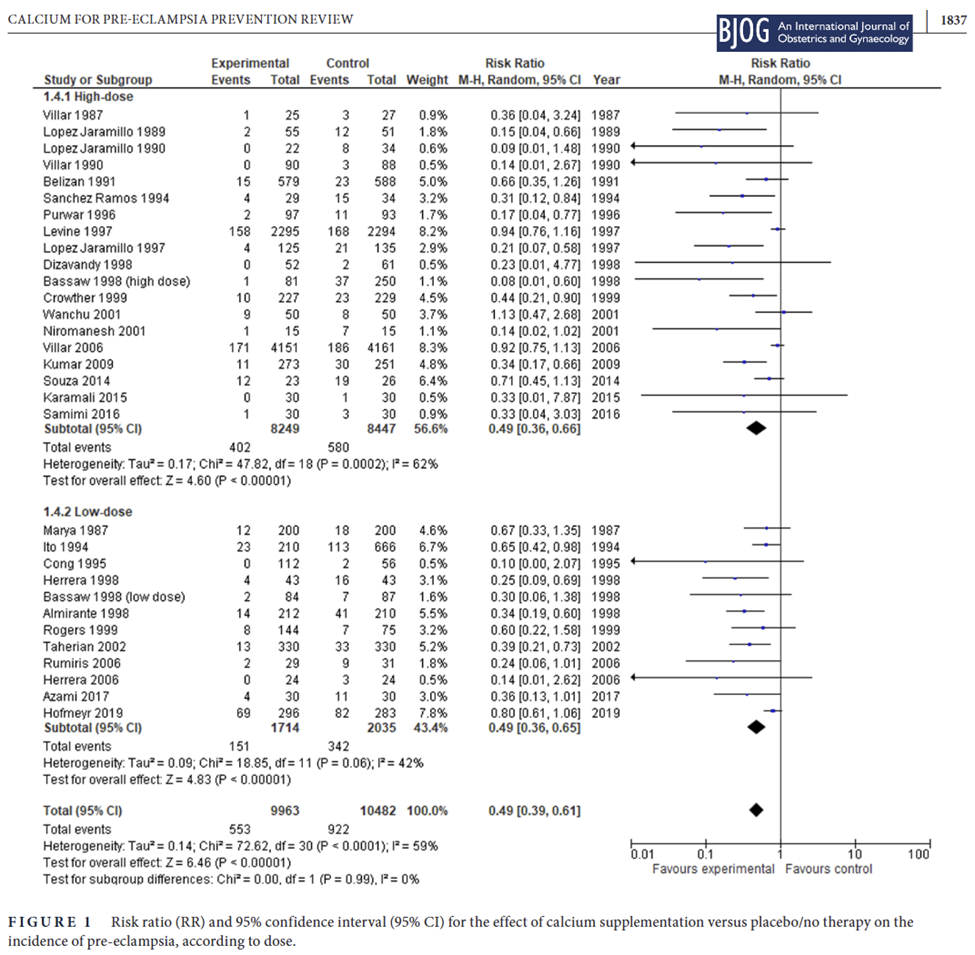 CALCIUM FOR PRE-ECLAMPSIA PREVENTION REVIEW
BJOG An International Journal of Obstetrics and Gynaecology
1837
Experimental Control Risk Ratio Risk Ratio
Study or Subgroup Events Total Events Total Weight M-H, Random, 95% CI Year M-H, Random, 95% CI
1.4.1 High-dose
Villar 1987 1 25 3 27 0.9% 0.36 [0.04, 3.24] 1987
Lopez Jaramillo 1989 2 55 12 51 1.8% 0.15 [0.04, 0.66] 1989
Lopez Jaramillo 1990 0 22 8 34 0.6% 0.09 [0.01, 1.48] 1990
Villar 1990 0 90 3 88 0.6% 0.14 [0.01, 2.67] 1990
Belizan 1991 15 579 23 588 5.0% 0.66 [0.35, 1.26] 1991
Sanchez Ramos 1994 4 29 15 34 3.2% 0.31 [0.12, 0.84] 1994
Purwar 1996 2 97 11 93 1.7% 0.17 [0.04, 0.77] 1996
Levine 1997 158 2295 168 2294 8.2% 0.94 [0.76, 1.16] 1997
Lopez Jaramillo 1997 4 125 21 135 2.9% 0.21 [0.07, 0.58] 1997
Dizavandy 1998 0 52 2 61 0.5% 0.23 [0.01, 4.77] 1998
Bassaw 1998 (high dose) 1 81 37 250 1.1% 0.08 [0.01, 0.60] 1998
Crowther 1999 10 227 23 229 4.5% 0.44 [0.21, 0.90] 1999
Wanchu 2001 9 50 8 50 3.7% 1.13 [0.47, 2.68] 2001
Niromanesh 2001 1 15 7 15 1.1% 0.14 [0.02, 1.02] 2001
Villar 2006 171 4151 186 4161 8.3% 0.92 [0.75, 1.13] 2006
Kumar 2009 11 273 30 251 4.8% 0.34 [0.17, 0.66] 2009
Souza 2014 12 23 19 26 6.4% 0.71 [0.45, 1.13] 2014
Karamali 2015 0 30 1 30 0.5% 0.33 [0.01, 7.87] 2015
Samimi 2016 1 30 3 30 0.9% 0.33 [0.04, 3.03] 2016
Subtotal (95% CI) 8249 8447 56.6% 0.49 [0.36, 0.66]
Total events 402 580
Heterogeneity: Tau² = 0.17; Chi² = 47.82, df = 18 (P = 0.0002); I² = 62%
Test for overall effect: Z = 4.60 (P < 0.00001)
1.4.2 Low-dose
Marya 1987 12 200 18 200 4.6% 0.67 [0.33, 1.35] 1987
Ito 1994 23 210 113 666 6.7% 0.65 [0.42, 0.98] 1994
Cong 1995 0 112 2 56 0.5% 0.10 [0.00, 2.07] 1995
Herrera 1998 4 43 16 43 3.1% 0.25 [0.09, 0.69] 1998
Bassaw 1998 (low dose) 2 84 7 87 1.6% 0.30 [0.06, 1.38] 1998
Almirante 1998 14 212 41 210 5.5% 0.34 [0.19, 0.60] 1998
Rogers 1999 8 144 7 75 3.2% 0.60 [0.22, 1.58] 1999
Taherian 2002 13 330 33 330 5.2% 0.39 [0.21, 0.73] 2002
Rumiris 2006 2 29 9 31 1.8% 0.24 [0.06, 1.01] 2006
Herrera 2006 0 24 3 24 0.6% 0.14 [0.01, 2.62] 2006
Azami 2017 4 30 11 30 3.0% 0.36 [0.13, 1.01] 2017
Hofmeyr 2019 69 296 82 283 7.8% 0.80 [0.61, 1.06] 2019
Subtotal (95% CI) 1714 2035 43.4% 0.49 [0.36, 0.65]
Total events 151 342
Heterogeneity: Tau² = 0.09; Chi² = 18.85, df = 11 (P = 0.06); I² = 42%
Test for overall effect: Z = 4.83 (P < 0.00001)
Total (95% CI) 9963 10482 100.0% 0.49 [0.39, 0.61]
Total events 553 922
Heterogeneity: Tau² = 0.14; Chi² = 72.62, df = 30 (P < 0.0001); I² = 59%
Test for overall effect: Z = 6.46 (P < 0.00001)
Test for subgroup differences: Chi² = 0.00, df = 1 (P = 0.99), I² = 0%
0.01 0.1 1 10 100
Favours experimental Favours control
FIGURE 1 Risk ratio (RR) and 95% confidence interval (95% CI) for the effect of calcium supplementation versus placebo/no therapy on the
incidence of pre-eclampsia, according to dose.